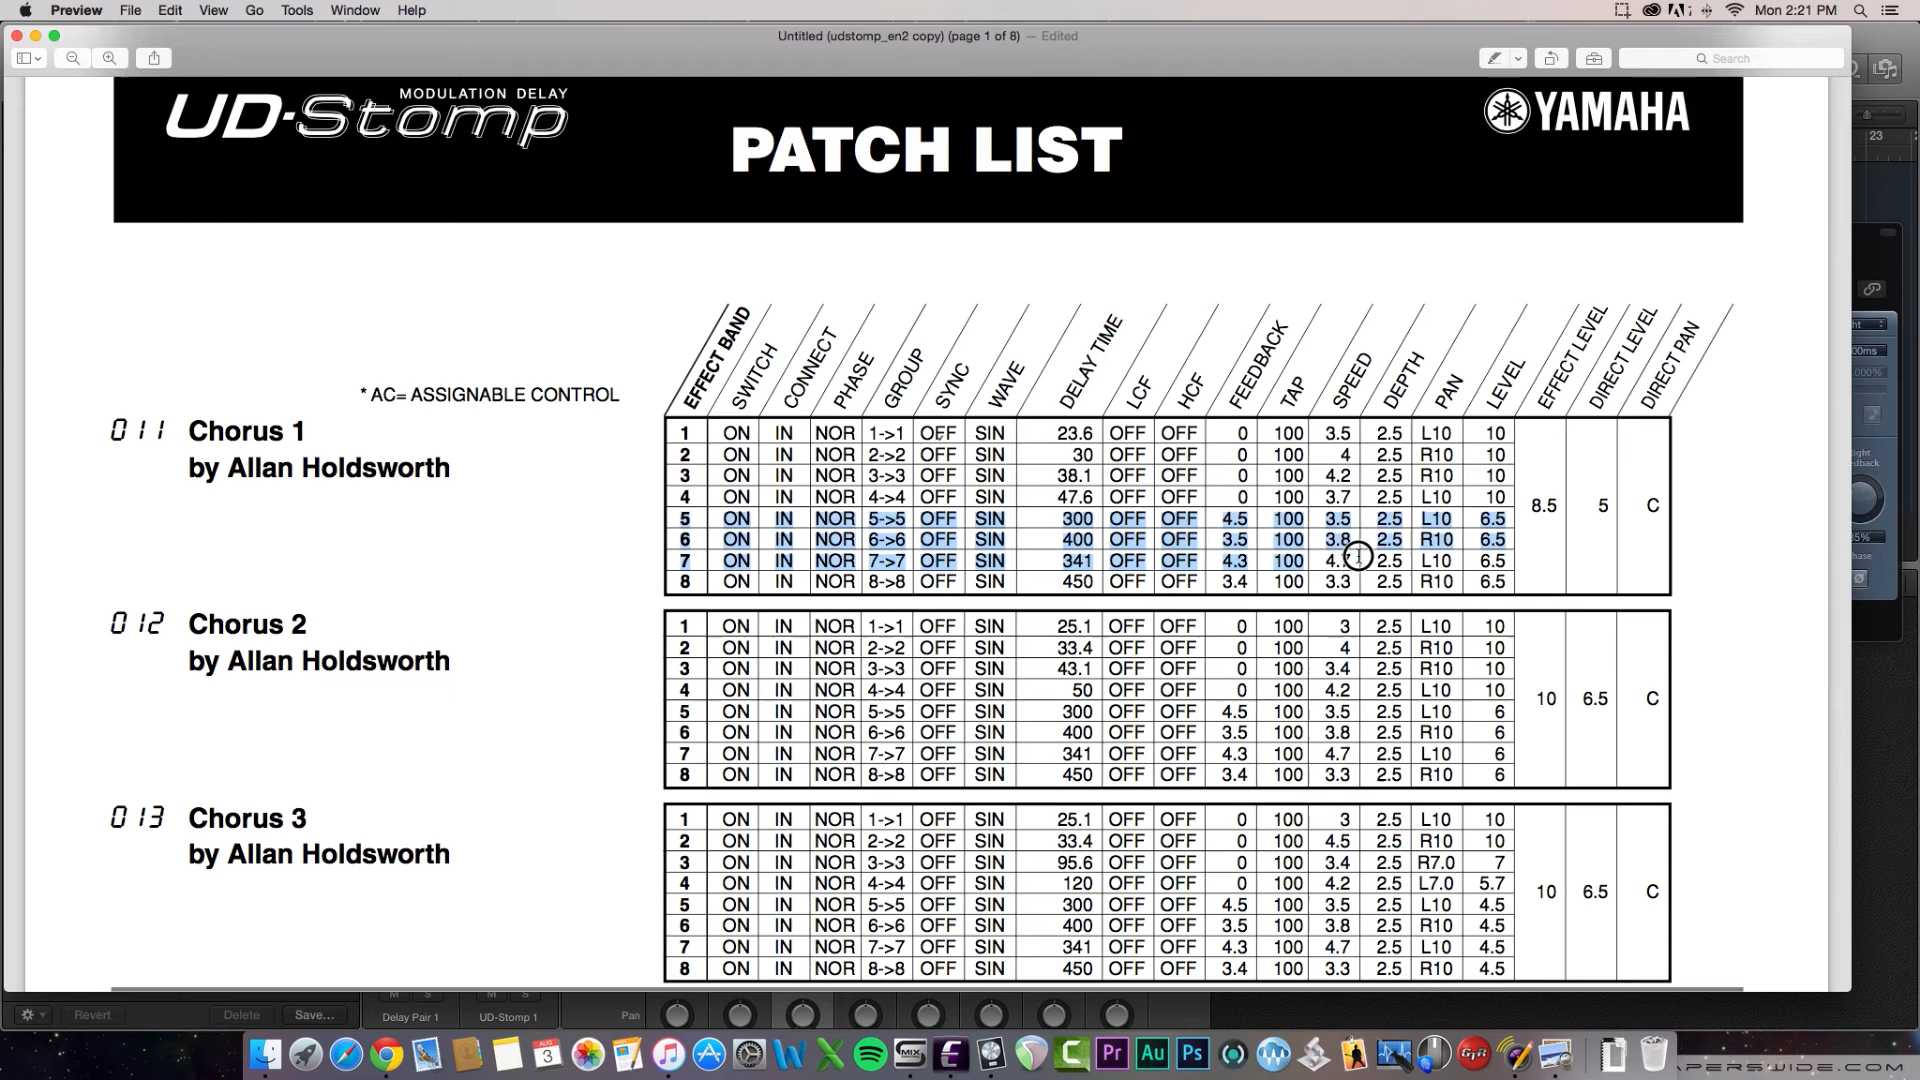 Preview File Edit View Go Tools Window Help Mon 2:21 PM
Untitled (udstomp_en2 copy) (page 1 of 8) — Edited
Search
MODULATION DELAY
UD-Stomp
YAMAHA
PATCH LIST
23
* AC= ASSIGNABLE CONTROL
EFFECT BAND SWITCH CONNECT PHASE GROUP SYNC WAVE DELAY TIME LCF HCF FEEDBACK TAP SPEED DEPTH PAN LEVEL EFFECT LEVEL DIRECT LEVEL DIRECT PAN
011 Chorus 1
by Allan Holdsworth
1 ON IN NOR 1->1 OFF SIN 23.6 OFF OFF 0 100 3.5 2.5 L10 10
2 ON IN NOR 2->2 OFF SIN 30 OFF OFF 0 100 4 2.5 R10 10
3 ON IN NOR 3->3 OFF SIN 38.1 OFF OFF 0 100 4.2 2.5 R10 10
4 ON IN NOR 4->4 OFF SIN 47.6 OFF OFF 0 100 3.7 2.5 L10 10
5 ON IN NOR 5->5 OFF SIN 300 OFF OFF 4.5 100 3.5 2.5 L10 6.5
6 ON IN NOR 6->6 OFF SIN 400 OFF OFF 3.5 100 3.8 2.5 R10 6.5
7 ON IN NOR 7->7 OFF SIN 341 OFF OFF 4.3 100 2.5 L10 6.5
8 ON IN NOR 8->8 OFF SIN 450 OFF OFF 3.4 100 3.3 2.5 R10 6.5
8.5 5 C
012 Chorus 2
by Allan Holdsworth
1 ON IN NOR 1->1 OFF SIN 25.1 OFF OFF 0 100 3 2.5 L10 10
2 ON IN NOR 2->2 OFF SIN 33.4 OFF OFF 0 100 4 2.5 R10 10
3 ON IN NOR 3->3 OFF SIN 43.1 OFF OFF 0 100 3.4 2.5 R10 10
4 ON IN NOR 4->4 OFF SIN 50 OFF OFF 0 100 4.2 2.5 L10 10
5 ON IN NOR 5->5 OFF SIN 300 OFF OFF 4.5 100 3.5 2.5 L10 6
6 ON IN NOR 6->6 OFF SIN 400 OFF OFF 3.5 100 3.8 2.5 R10 6
7 ON IN NOR 7->7 OFF SIN 341 OFF OFF 4.3 100 4.7 2.5 L10 6
8 ON IN NOR 8->8 OFF SIN 450 OFF OFF 3.4 100 3.3 2.5 R10 6
10 6.5 C
013 Chorus 3
by Allan Holdsworth
1 ON IN NOR 1->1 OFF SIN 25.1 OFF OFF 0 100 3 2.5 L10 10
2 ON IN NOR 2->2 OFF SIN 33.4 OFF OFF 0 100 4.5 2.5 R10 10
3 ON IN NOR 3->3 OFF SIN 95.6 OFF OFF 0 100 3.4 2.5 R7.0 7
4 ON IN NOR 4->4 OFF SIN 120 OFF OFF 0 100 4.2 2.5 L7.0 5.7
5 ON IN NOR 5->5 OFF SIN 300 OFF OFF 4.5 100 3.5 2.5 L10 4.5
6 ON IN NOR 6->6 OFF SIN 400 OFF OFF 3.5 100 3.8 2.5 R10 4.5
7 ON IN NOR 7->7 OFF SIN 341 OFF OFF 4.3 100 4.7 2.5 L10 4.5
8 ON IN NOR 8->8 OFF SIN 450 OFF OFF 3.4 100 3.3 2.5 R10 4.5
10 6.5 C
M S M S
Revert Delete Save... Delay Pair 1 UD-Stomp 1 Pan
AUG 3 MIX E Pr Au Ps GTR